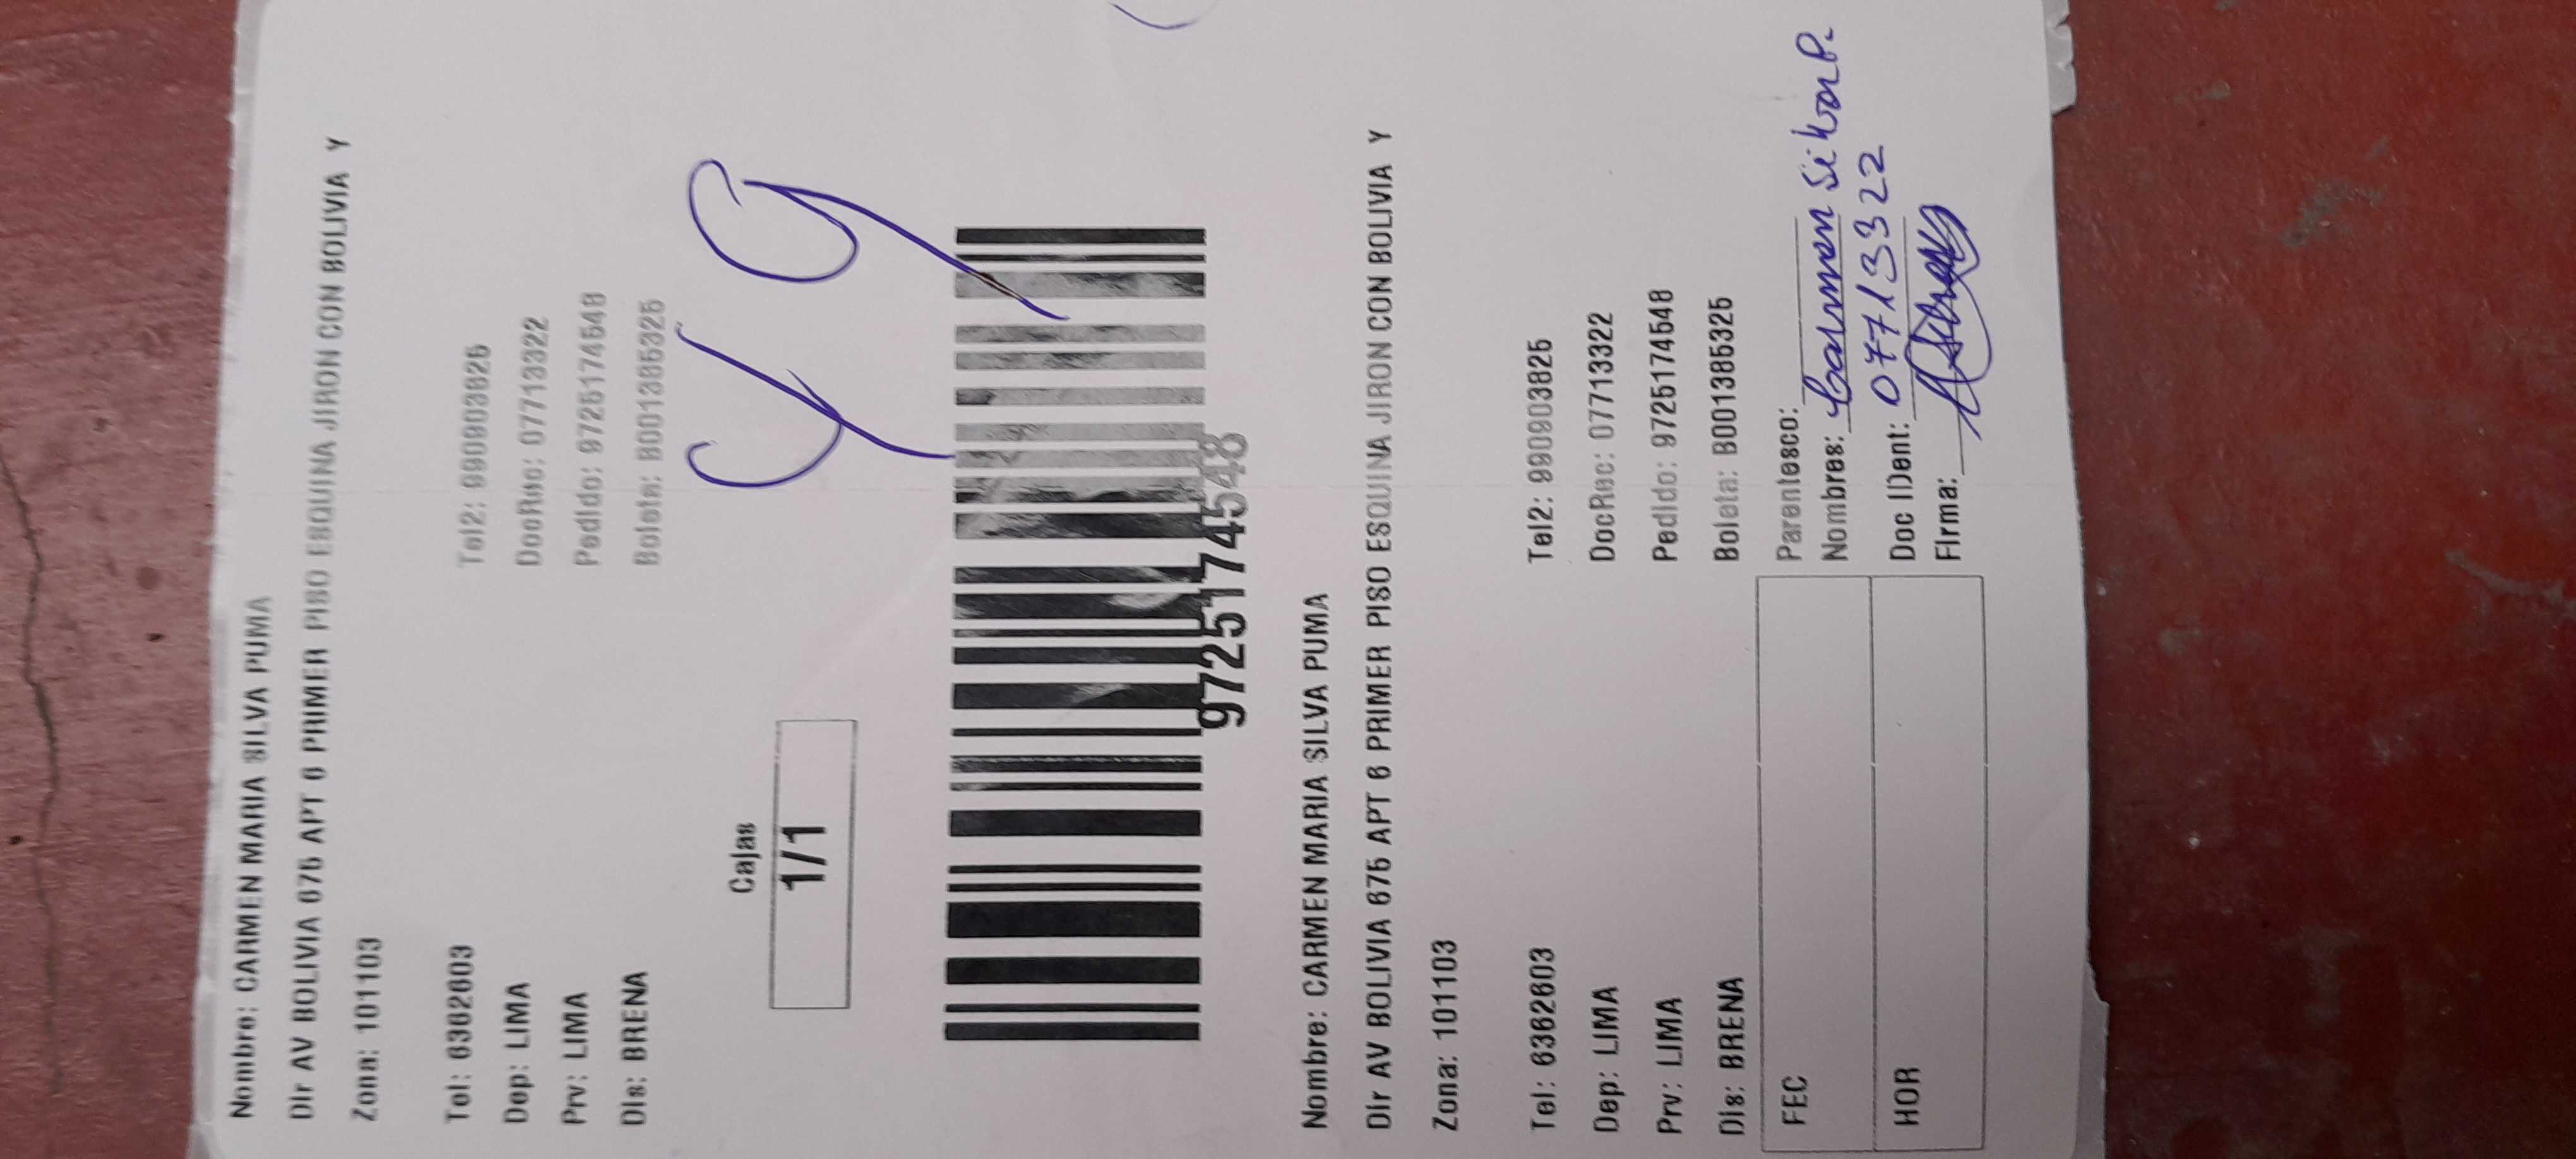 Nombre: CARMEN MARIA SILVA PUMA
Dir AV BOLIVIA 675 APT 6 PRIMER PISO ESQUINA JIRON CON BOLIVIA Y
Zona: 101103
Tel: 6362603 Tel2: 990903825
Dep: LIMA DocRec: 07713322
Prv: LIMA Pedido: 97251174548
Dis: BRENA Boleta: B001385325
Cajas
1/1
97251174548
Nombre: CARMEN MARIA SILVA PUMA
Dir AV BOLIVIA 675 APT 6 PRIMER PISO ESQUINA JIRON CON BOLIVIA Y
Zona: 101103
Tel: 6362603 Tel2: 990903825
Dep: LIMA DocRec: 07713322
Prv: LIMA Pedido: 97251174548
Dis: BRENA Boleta: B001385325
FEC Parentesco:
Nombres: Carmen Silva P.
HOR Doc IDent: 07713322
Firma: